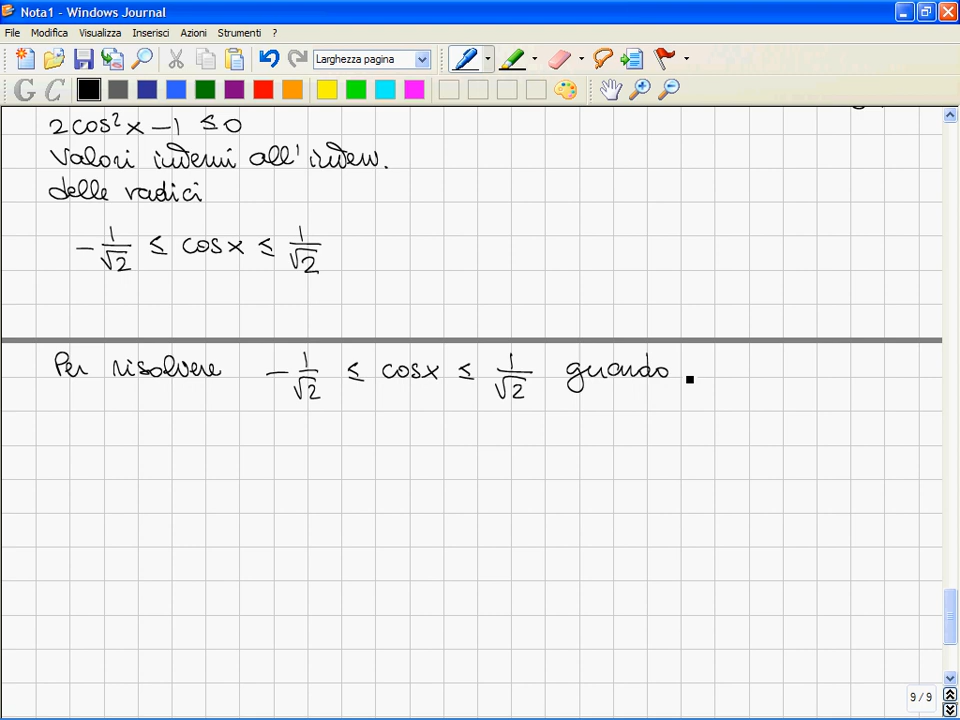 Nota1 - Windows Journal
File Modifica Visualizza Inserisci Azioni Strumenti ?
Larghezza pagina
2cos²x -1 ≤ 0
Valori interni all'interv.
delle radici
-1/√2 ≤ cosx ≤ 1/√2
Per risolvere -1/√2 ≤ cosx ≤ 1/√2 guardo
9 / 9